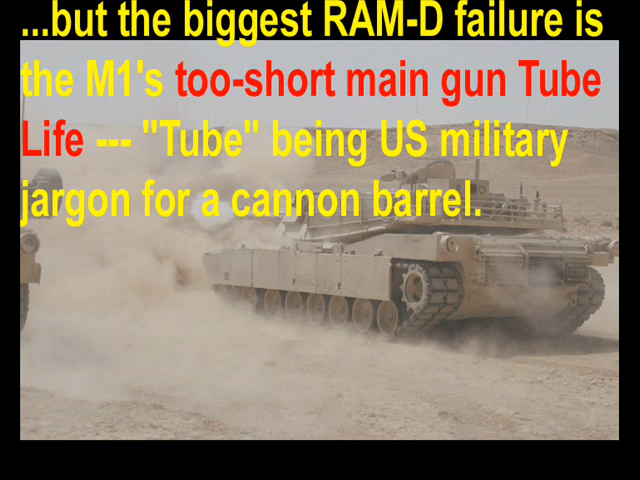 ...but the biggest RAM-D failure is
the M1's too-short main gun Tube
Life --- "Tube" being US military
jargon for a cannon barrel.